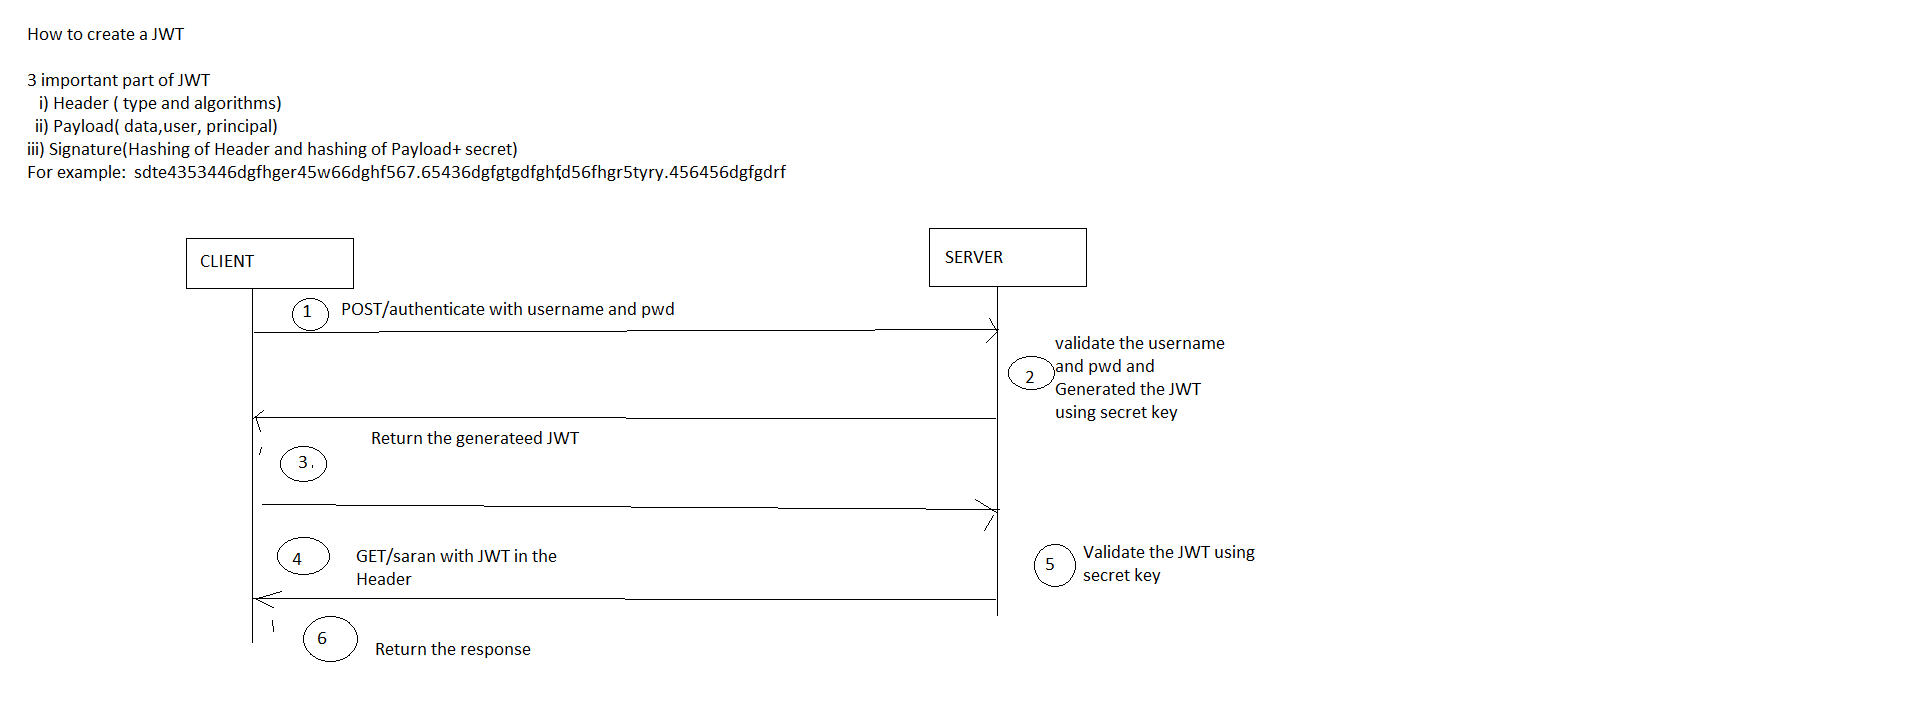 How to create a JWT
3 important part of JWT
i) Header ( type and algorithms)
ii) Payload( data,user, principal)
iii) Signature(Hashing of Header and hashing of Payload+ secret)
For example: sdte4353446dgfhger45w66dghf567.65436dgfgtgdfghfd56fhgr5tyry.456456dgfgdrf
CLIENT
SERVER
1
POST/authenticate with username and pwd
2
validate the username
and pwd and
Generated the JWT
using secret key
Return the generateed JWT
3.
4
GET/saran with JWT in the
Header
5
Validate the JWT using
secret key
6
Return the response